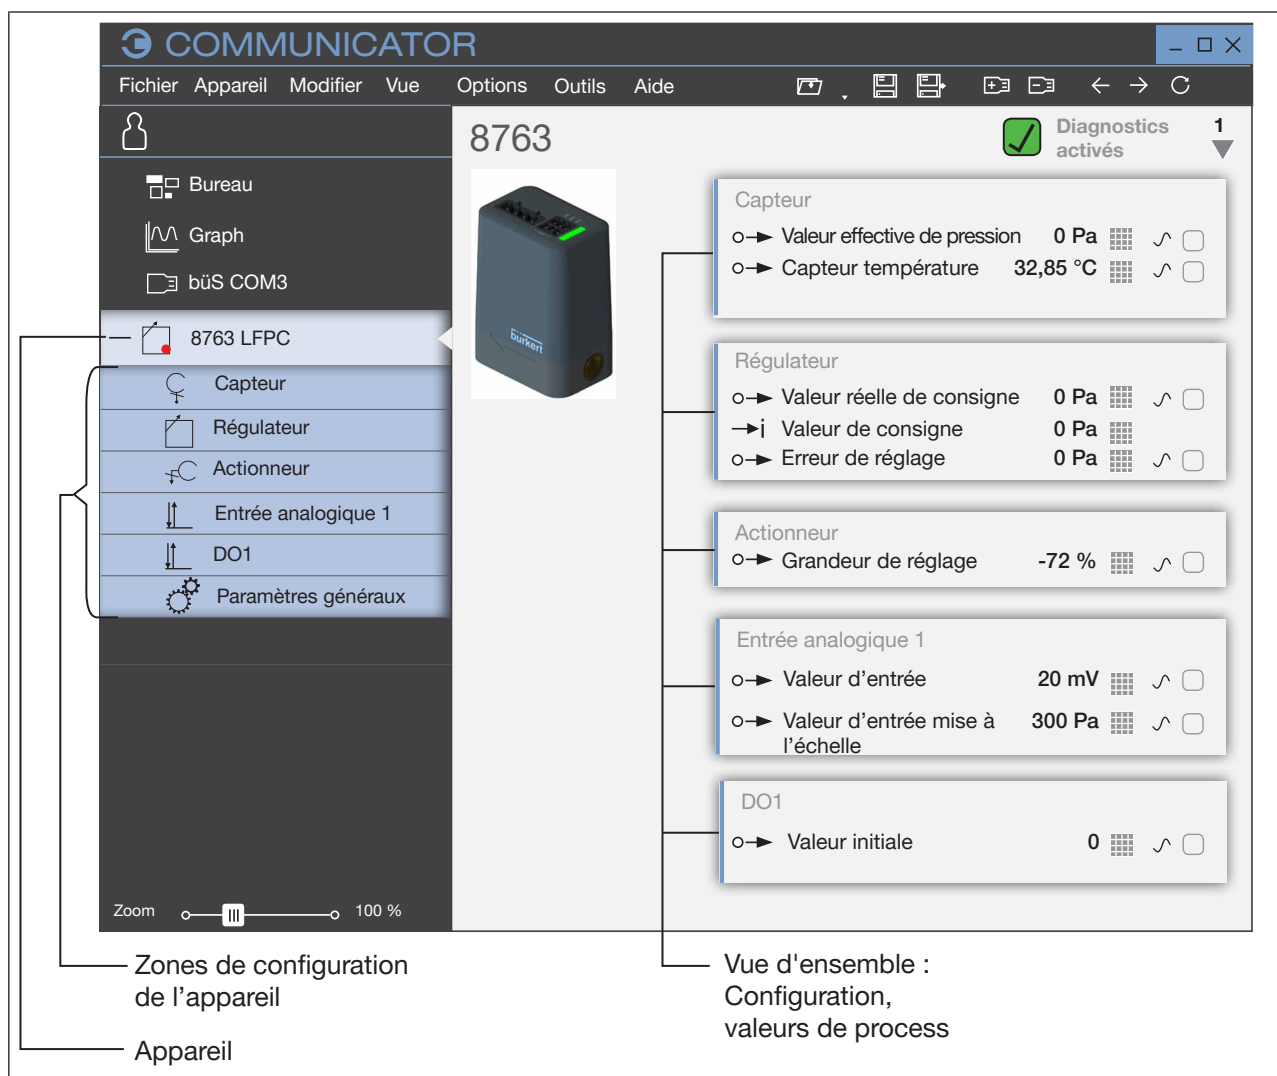 COMMUNICATOR
Fichier Appareil Modifier Vue Options Outils Aide
8763
Diagnostics
activés
1
Bureau
Graph
büS COM3
8763 LFPC
Capteur
Régulateur
Actionneur
Entrée analogique 1
DO1
Paramètres généraux
Zoom 100 %
bürkert
Capteur
Valeur effective de pression 0 Pa
Capteur température 32,85 °C
Régulateur
Valeur réelle de consigne 0 Pa
Valeur de consigne 0 Pa
Erreur de réglage 0 Pa
Actionneur
Grandeur de réglage -72 %
Entrée analogique 1
Valeur d'entrée 20 mV
Valeur d'entrée mise à 300 Pa
l'échelle
DO1
Valeur initiale 0
Zones de configuration
de l'appareil
Appareil
Vue d'ensemble :
Configuration,
valeurs de process